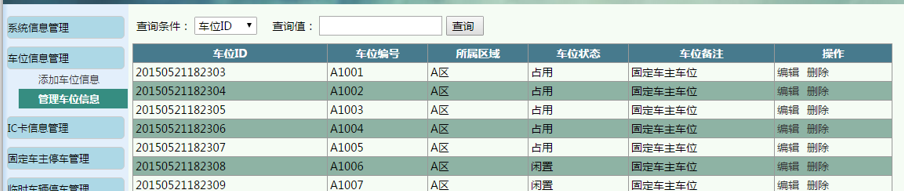 系统信息管理
车位信息管理
添加车位信息
管理车位信息
IC卡信息管理
固定车主停车管理
临时车辆停车管理
查询条件： 车位ID 查询值： 查询
车位ID 车位编号 所属区域 车位状态 车位备注 操作
20150521182303 A1001 A区 占用 固定车主车位 编辑 删除
20150521182304 A1002 A区 占用 固定车主车位 编辑 删除
20150521182305 A1003 A区 占用 固定车主车位 编辑 删除
20150521182306 A1004 A区 占用 固定车主车位 编辑 删除
20150521182307 A1005 A区 占用 固定车主车位 编辑 删除
20150521182308 A1006 A区 闲置 固定车主车位 编辑 删除
20150521182309 A1007 A区 闲置 固定车主车位 编辑 删除